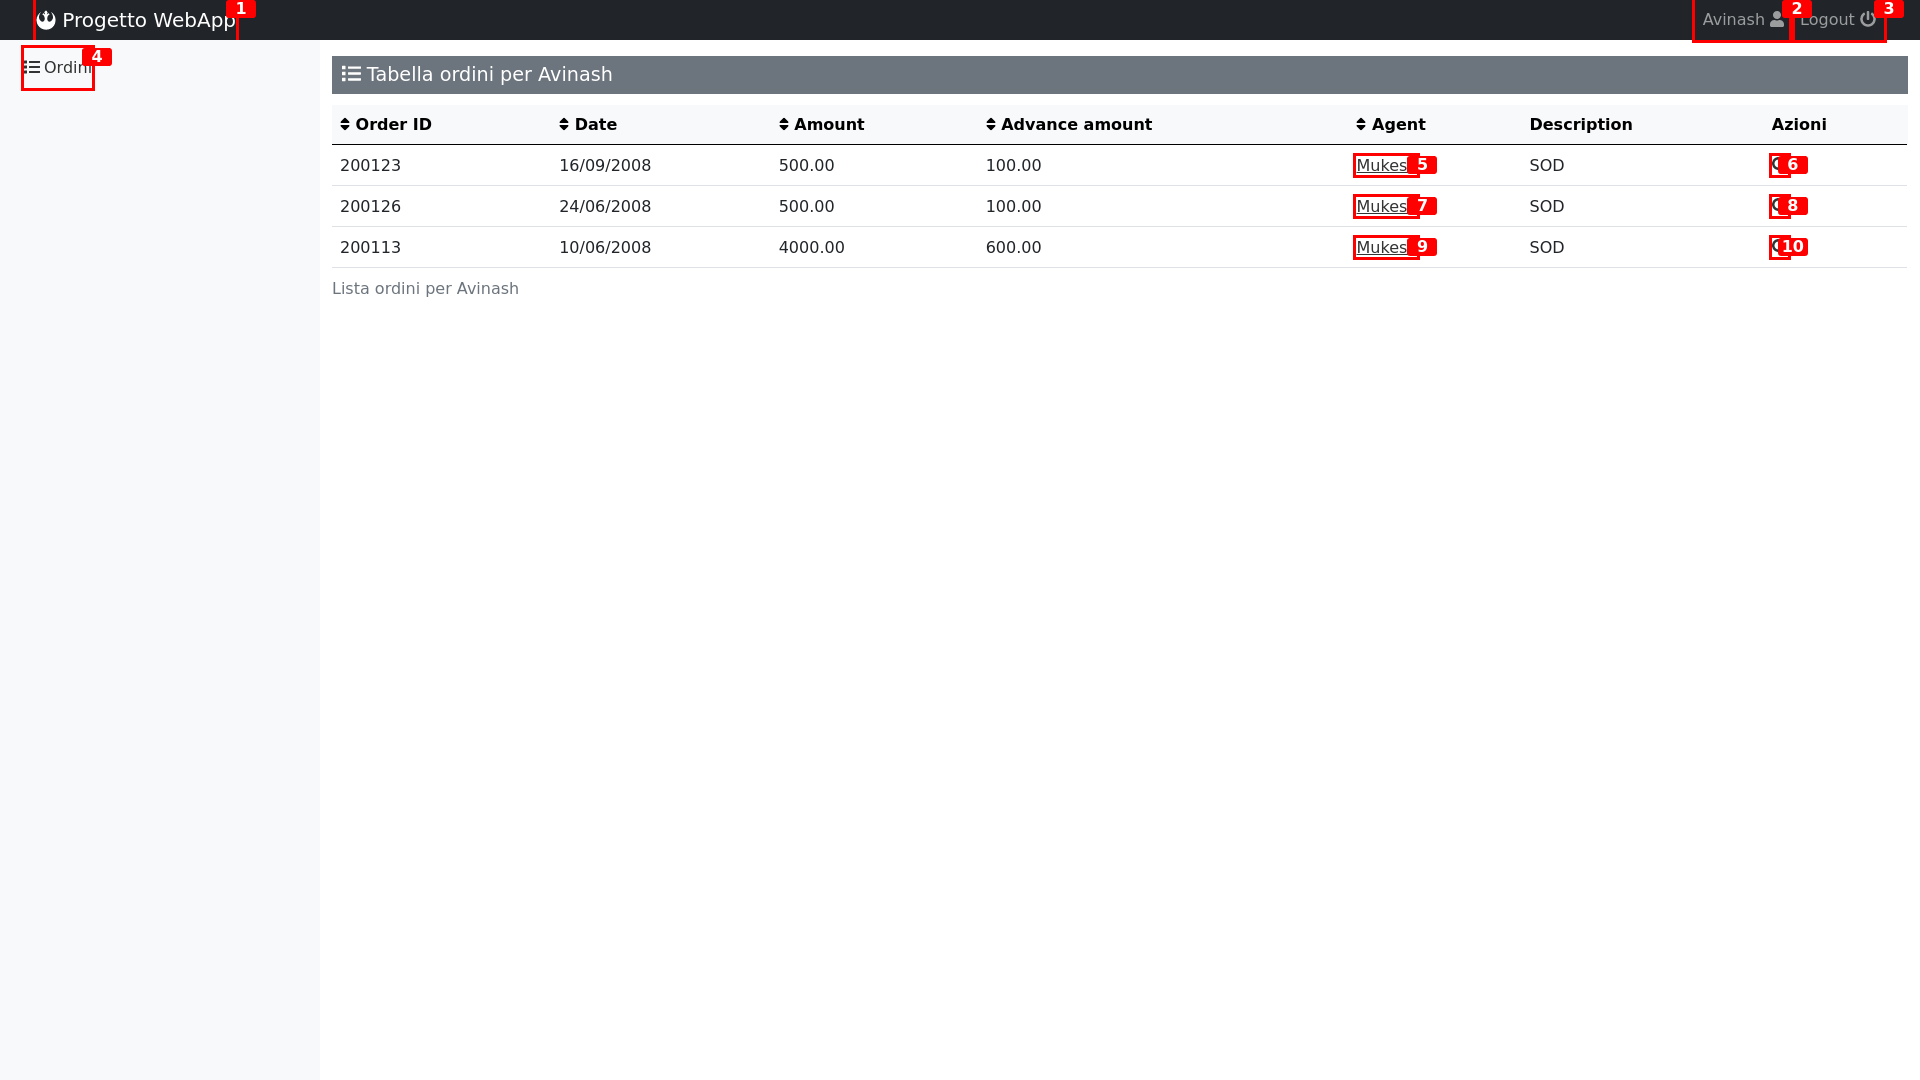 Progetto WebApp 1
Avinash 2 Logout 3
Ordini 4
Tabella ordini per Avinash
Order ID Date Amount Advance amount Agent Description Azioni
200123 16/09/2008 500.00 100.00 Mukes 5 SOD 6
200126 24/06/2008 500.00 100.00 Mukes 7 SOD 8
200113 10/06/2008 4000.00 600.00 Mukes 9 SOD 10
Lista ordini per Avinash